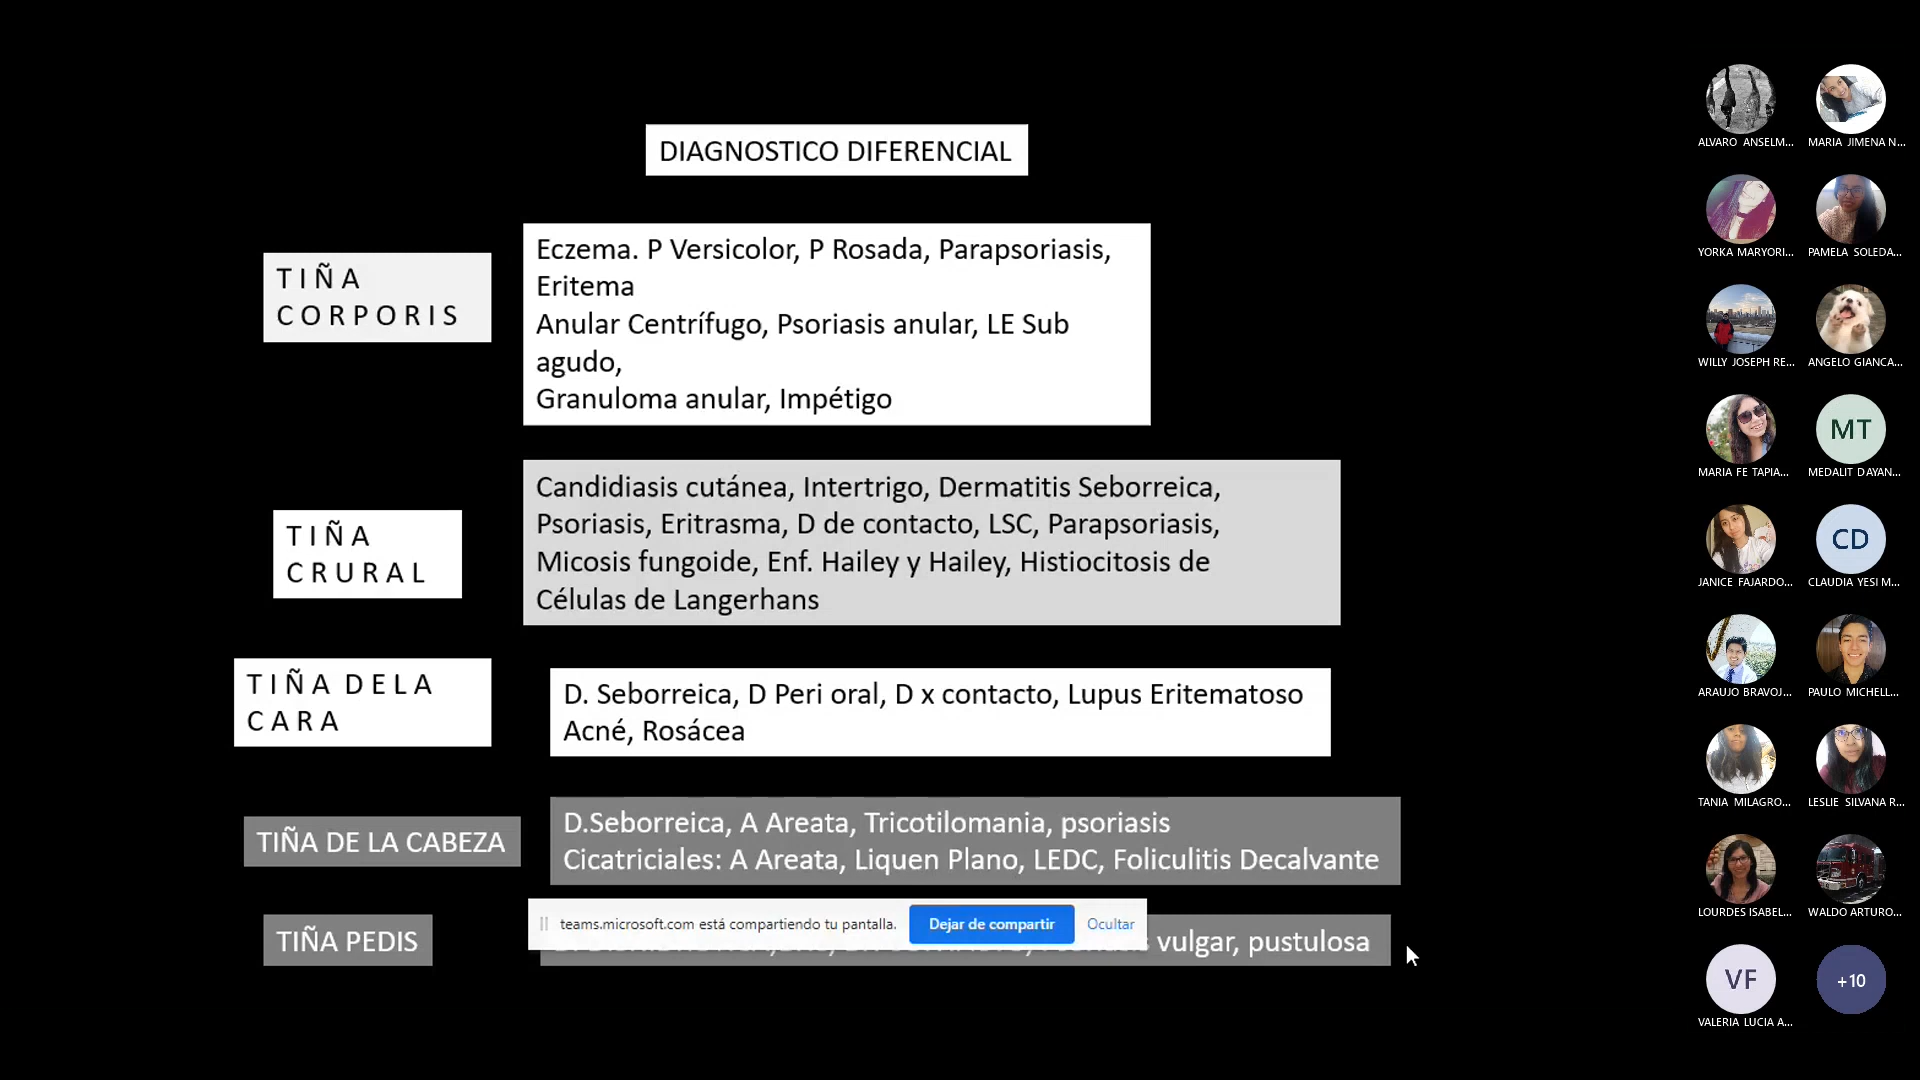 DIAGNOSTICO DIFERENCIAL
TIÑA
CORPORIS
Eczema. P Versicolor, P Rosada, Parapsoriasis,
Eritema
Anular Centrífugo, Psoriasis anular, LE Sub
agudo,
Granuloma anular, Impétigo
TIÑA
CRURAL
Candidiasis cutánea, Intertrigo, Dermatitis Seborreica,
Psoriasis, Eritrasma, D de contacto, LSC, Parapsoriasis,
Micosis fungoide, Enf. Hailey y Hailey, Histiocitosis de
Células de Langerhans
TIÑA DELA
CARA
D. Seborreica, D Peri oral, D x contacto, Lupus Eritematoso
Acné, Rosácea
TIÑA DE LA CABEZA
D.Seborreica, A Areata, Tricotilomania, psoriasis
Cicatriciales: A Areata, Liquen Plano, LEDC, Foliculitis Decalvante
TIÑA PEDIS
vulgar, pustulosa
teams.microsoft.com está compartiendo tu pantalla.
Dejar de compartir
Ocultar
ALVARO ANSELM...
MARIA JIMENA N...
YORKA MARYORI...
PAMELA SOLEDA...
WILLY JOSEPH RE...
ANGELO GIANCA...
MARIA FE TAPIA...
MT
MEDALIT DAYAN...
JANICE FAJARDO...
CD
CLAUDIA YESI M...
ARAUJO BRAVOJ...
PAULO MICHELL...
TANIA MILAGRO...
LESLIE SILVANA R...
LOURDES ISABEL...
WALDO ARTURO...
VF
VALERIA LUCIA A...
+10